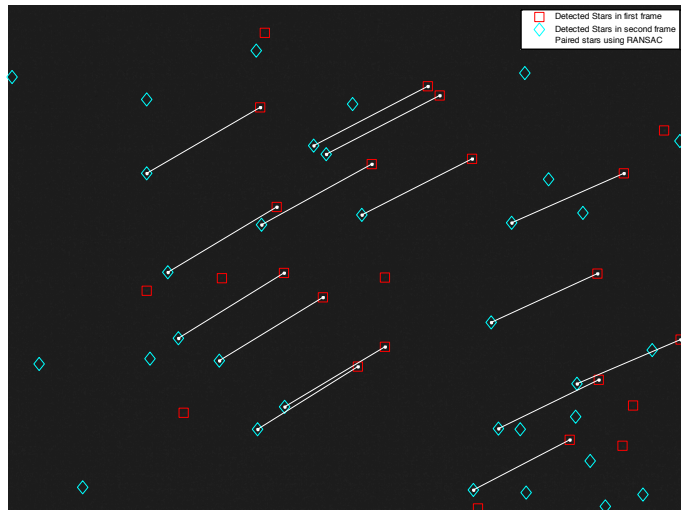 Detected Stars in first frame
Detected Stars in second frame
Paired stars using RANSAC